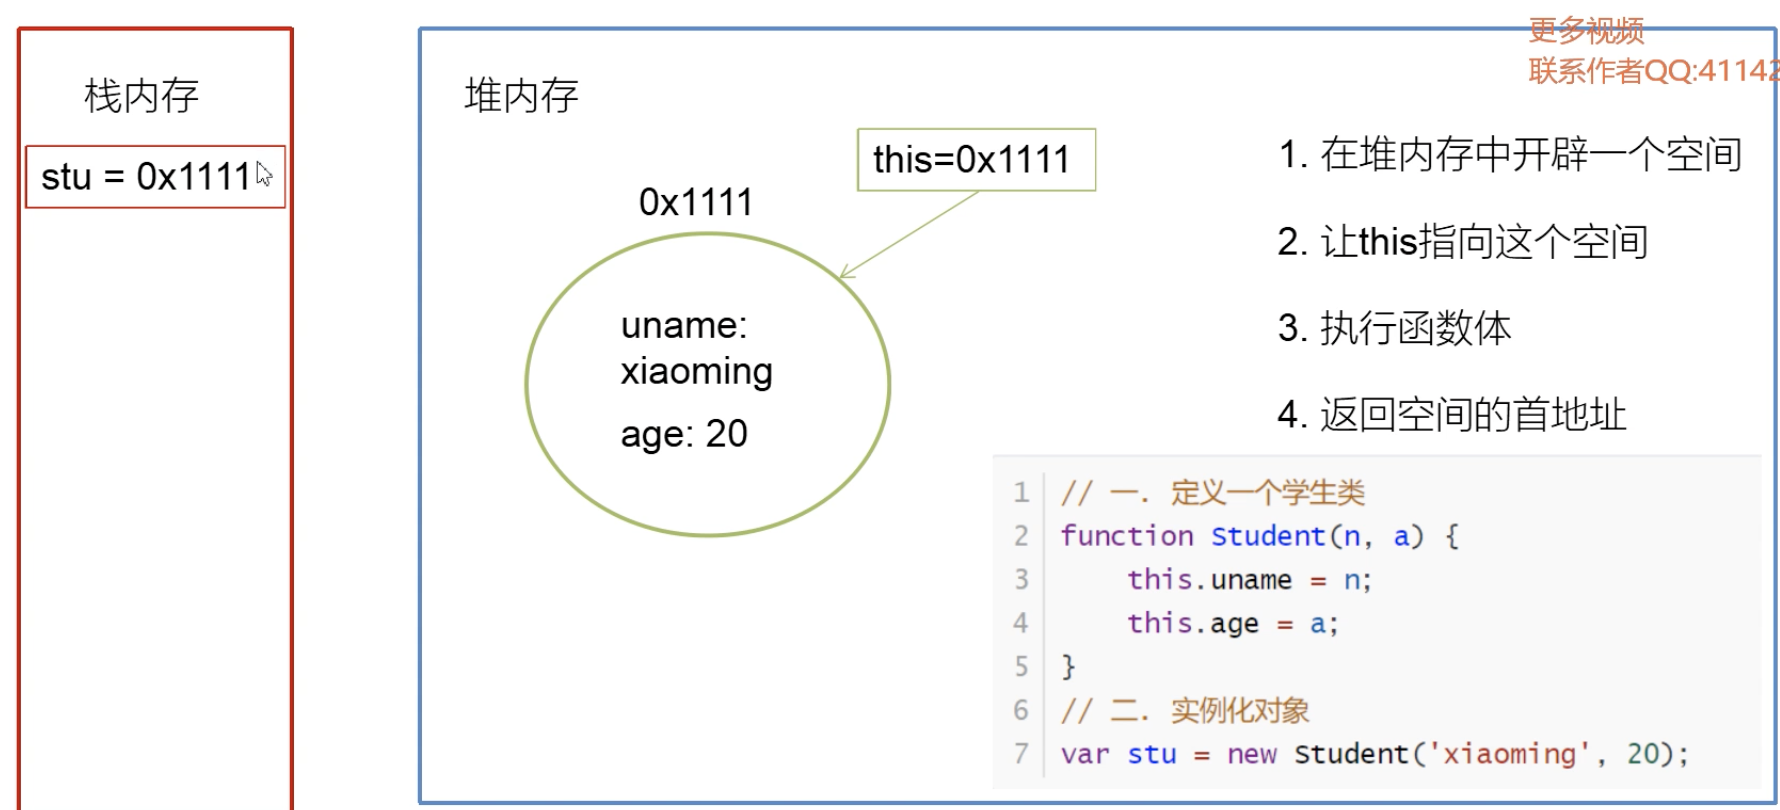 更多视频
联系作者QQ:41142
栈内存
stu = 0x1111
堆内存
this=0x1111
0x1111
uname:
xiaoming
age: 20
1. 在堆内存中开辟一个空间
2. 让this指向这个空间
3. 执行函数体
4. 返回空间的首地址
1 // 一. 定义一个学生类
2 function Student(n, a) {
3 this.uname = n;
4 this.age = a;
5 }
6 // 二. 实例化对象
7 var stu = new Student('xiaoming', 20);